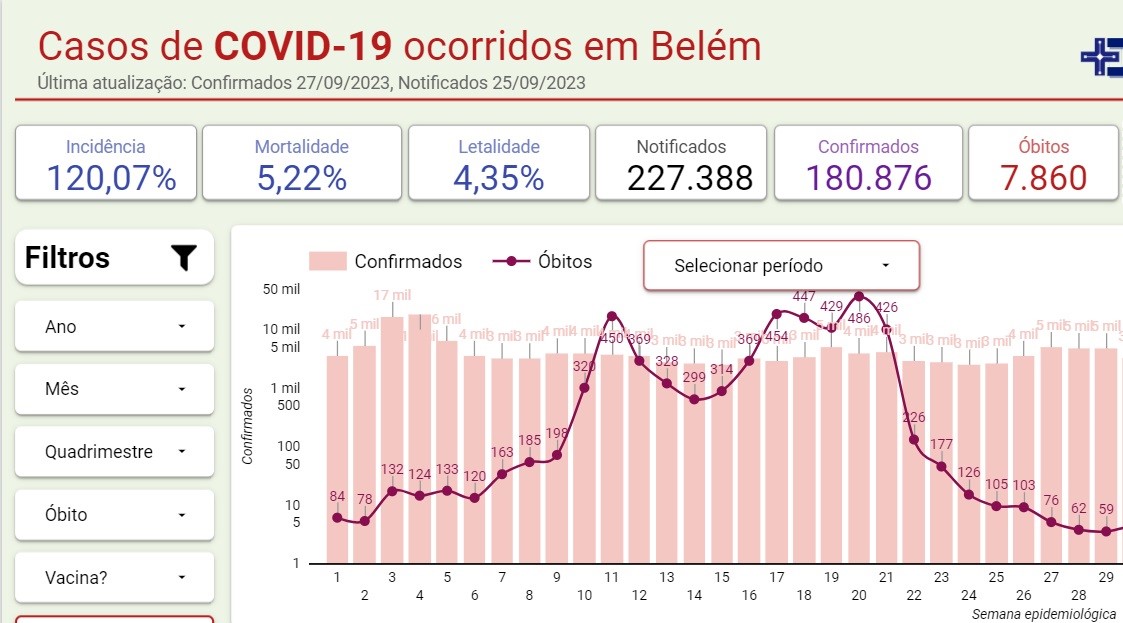 Casos de COVID-19 ocorridos em Belém
Última atualização: Confirmados 27/09/2023, Notificados 25/09/2023
Incidência
120,07%
Mortalidade
5,22%
Letalidade
4,35%
Notificados
227.388
Confirmados
180.876
Óbitos
7.860
Filtros
Ano
Mês
Quadrimestre
Óbito
Vacina?
Confirmados Óbitos
Selecionar período
50 mil
10 mil
5 mil
1 mil
500
100
50
10
5
1
Confirmados
4 mil 5 mil 17 mil 6 mil 4 mil 3 mil 3 mil 4 mil 4 mil 3 mil 3 mil 3 mil 3 mil 5 mil 4 mil 4 mil 3 mil 3 mil 3 mil 3 mil 4 mil 5 mil 5 mil 5 mil
84 78 132 124 133 120 163 185 198 320 450 369 328 299 314 369 454 447 429 486 426 226 177 126 105 103 76 62 59
1 3 5 7 9 11 13 15 17 19 21 23 25 27 29
2 4 6 8 10 12 14 16 18 20 22 24 26 28
Semana epidemiológica